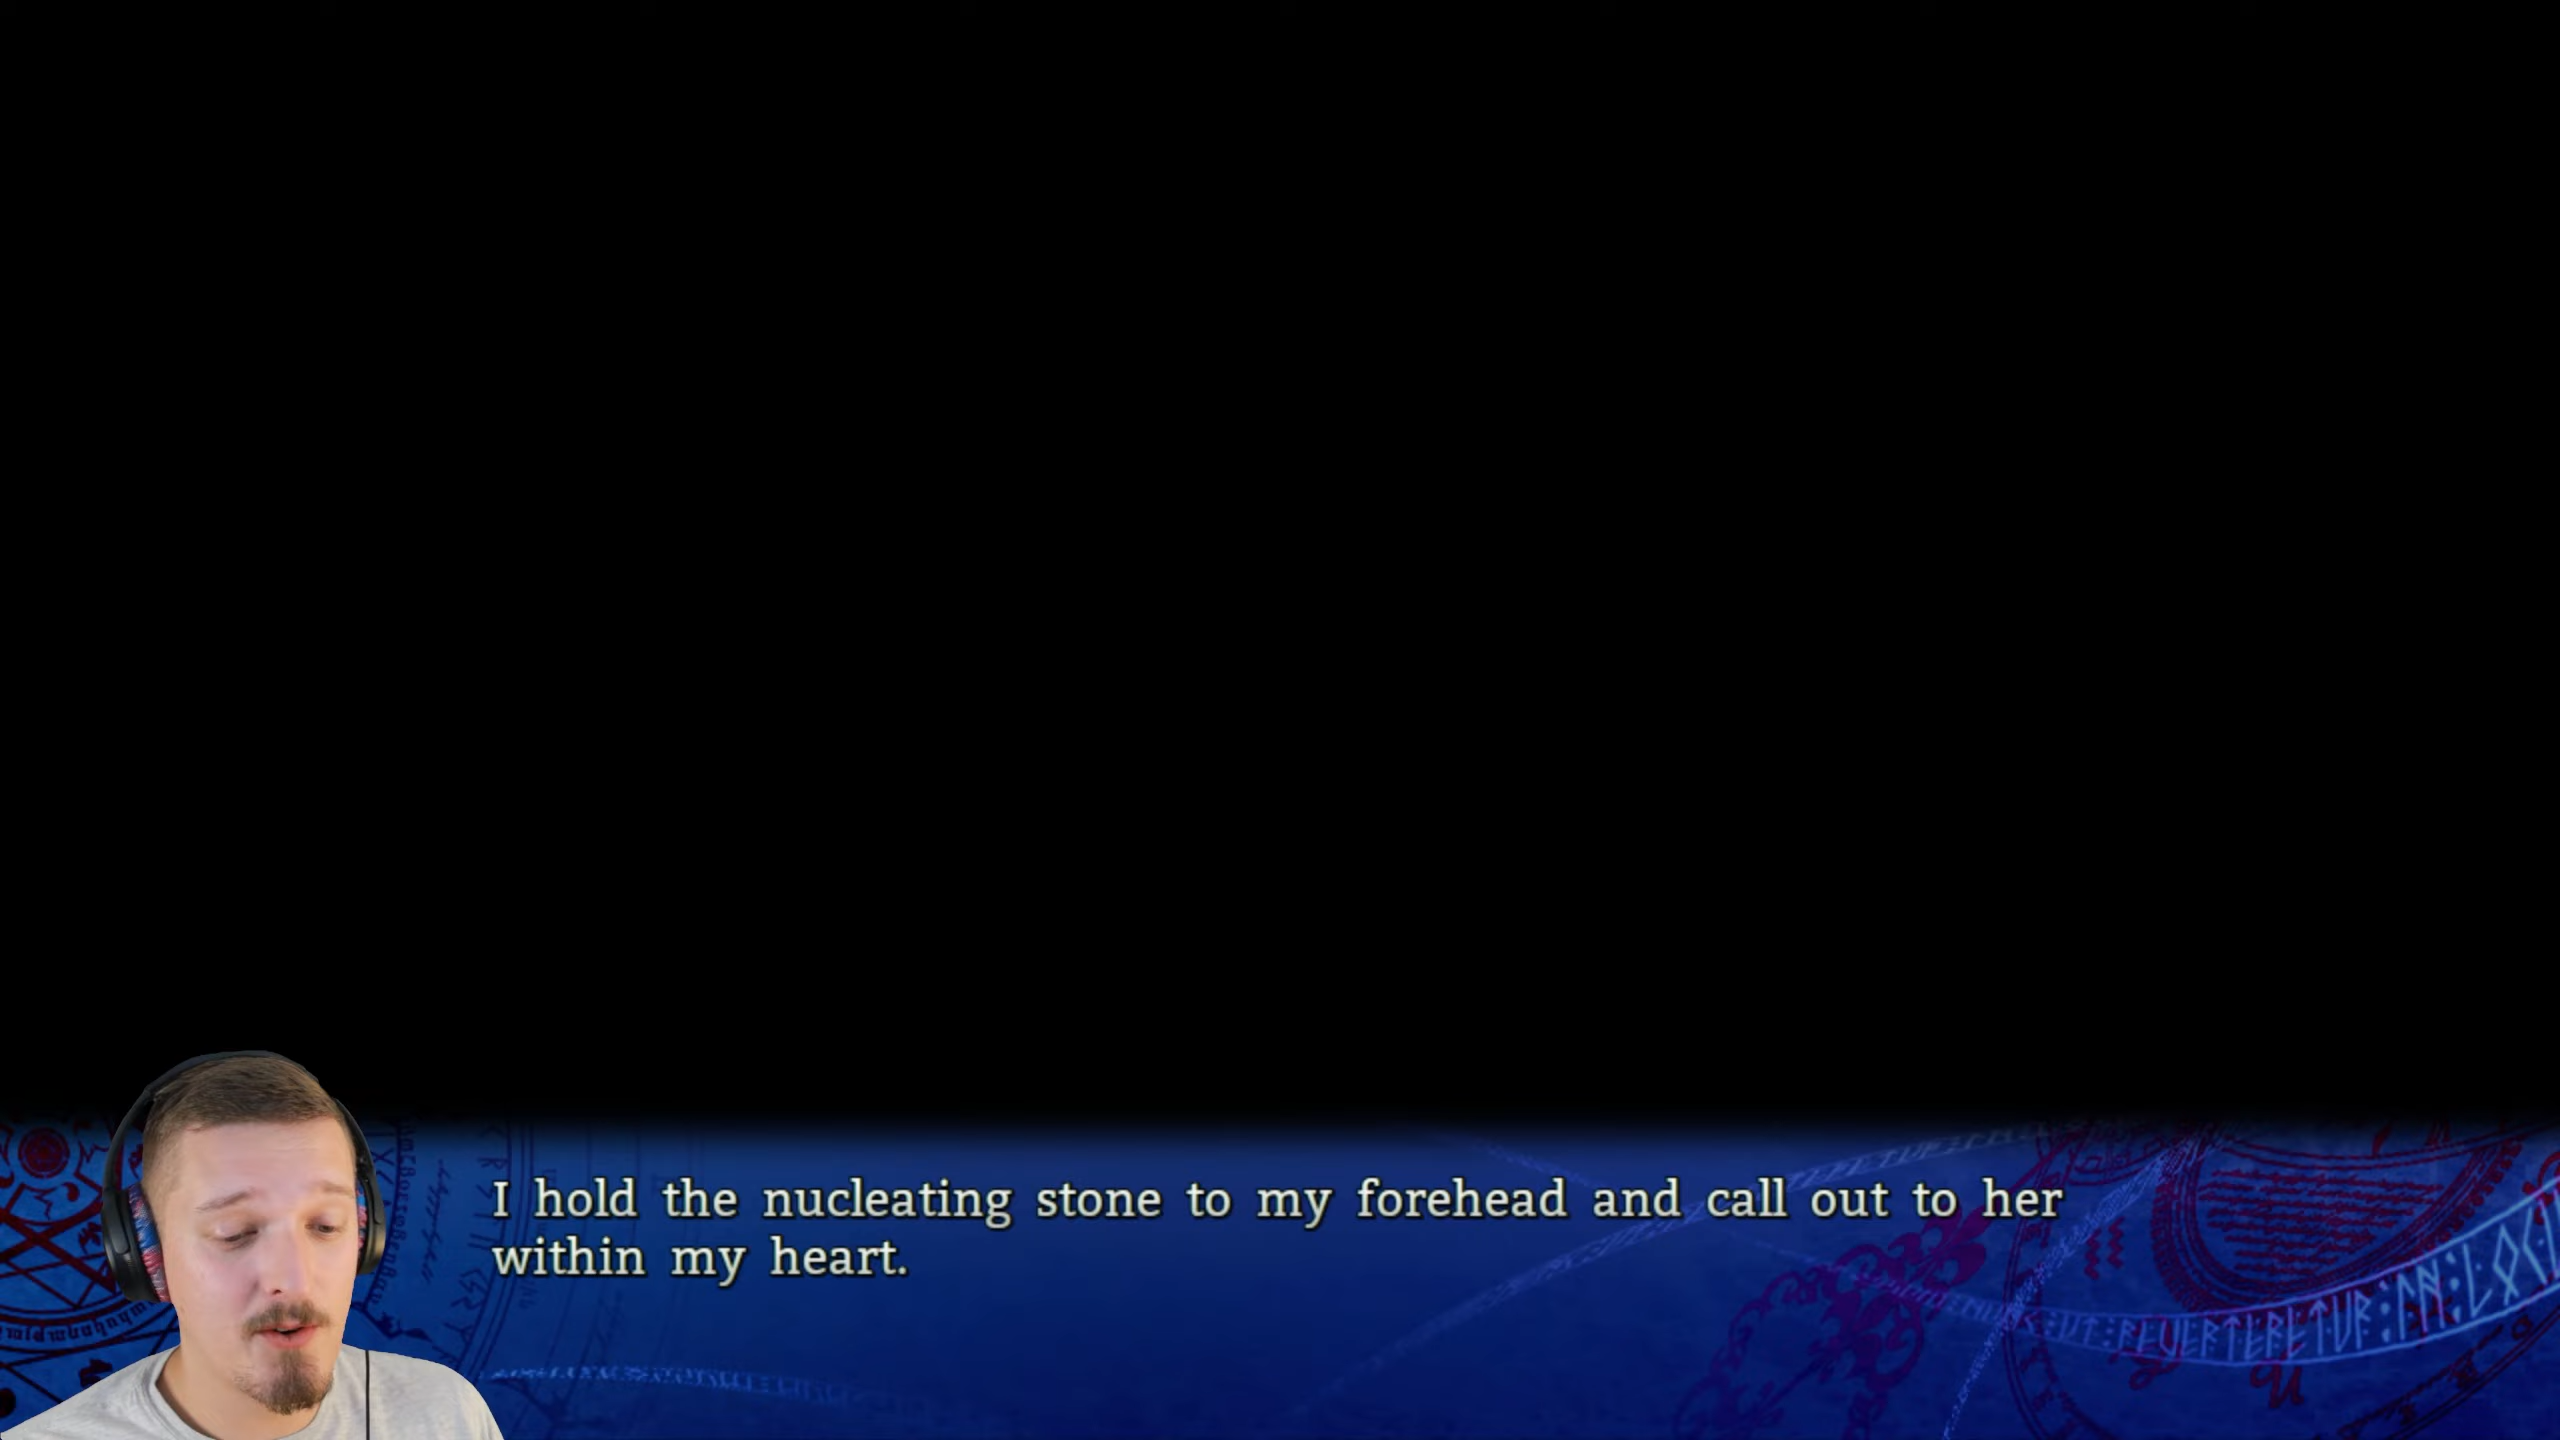 I hold the nucleating stone to my forehead and call out to her
within my heart.